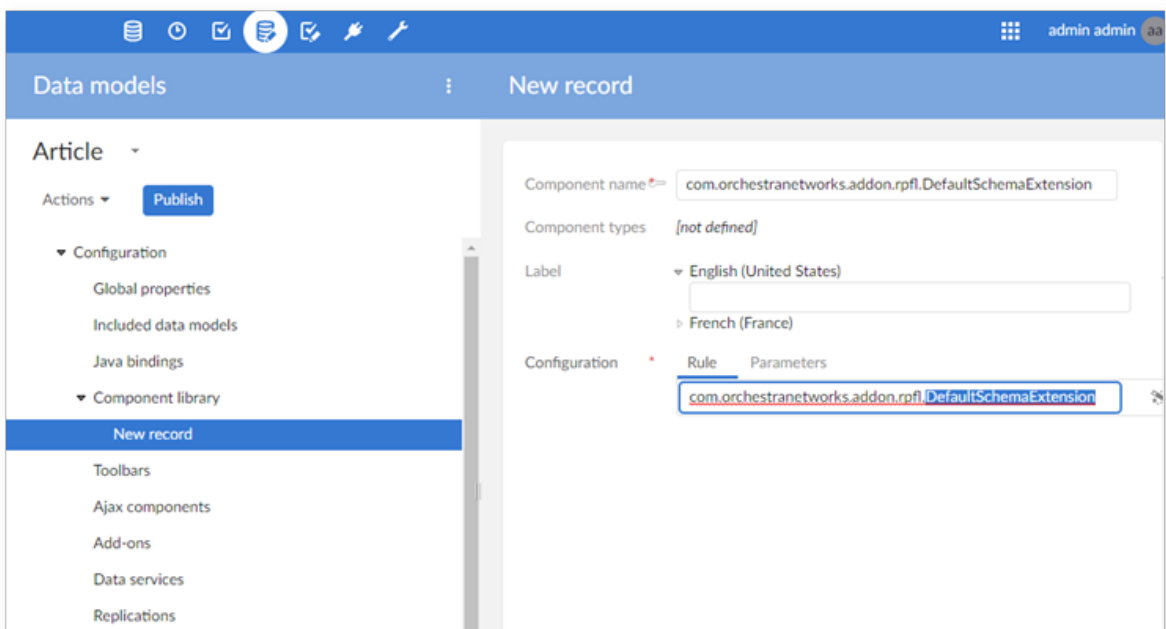 admin admin aa
Data models
New record
Article
Actions
Publish
Configuration
Global properties
Included data models
Java bindings
Component library
New record
Toolbars
Ajax components
Add-ons
Data services
Replications
Component name com.orchestranetworks.addon.rpfl.DefaultSchemaExtension
Component types [not defined]
Label English (United States)
French (France)
Configuration * Rule Parameters
com.orchestranetworks.addon.rpfl.DefaultSchemaExtension